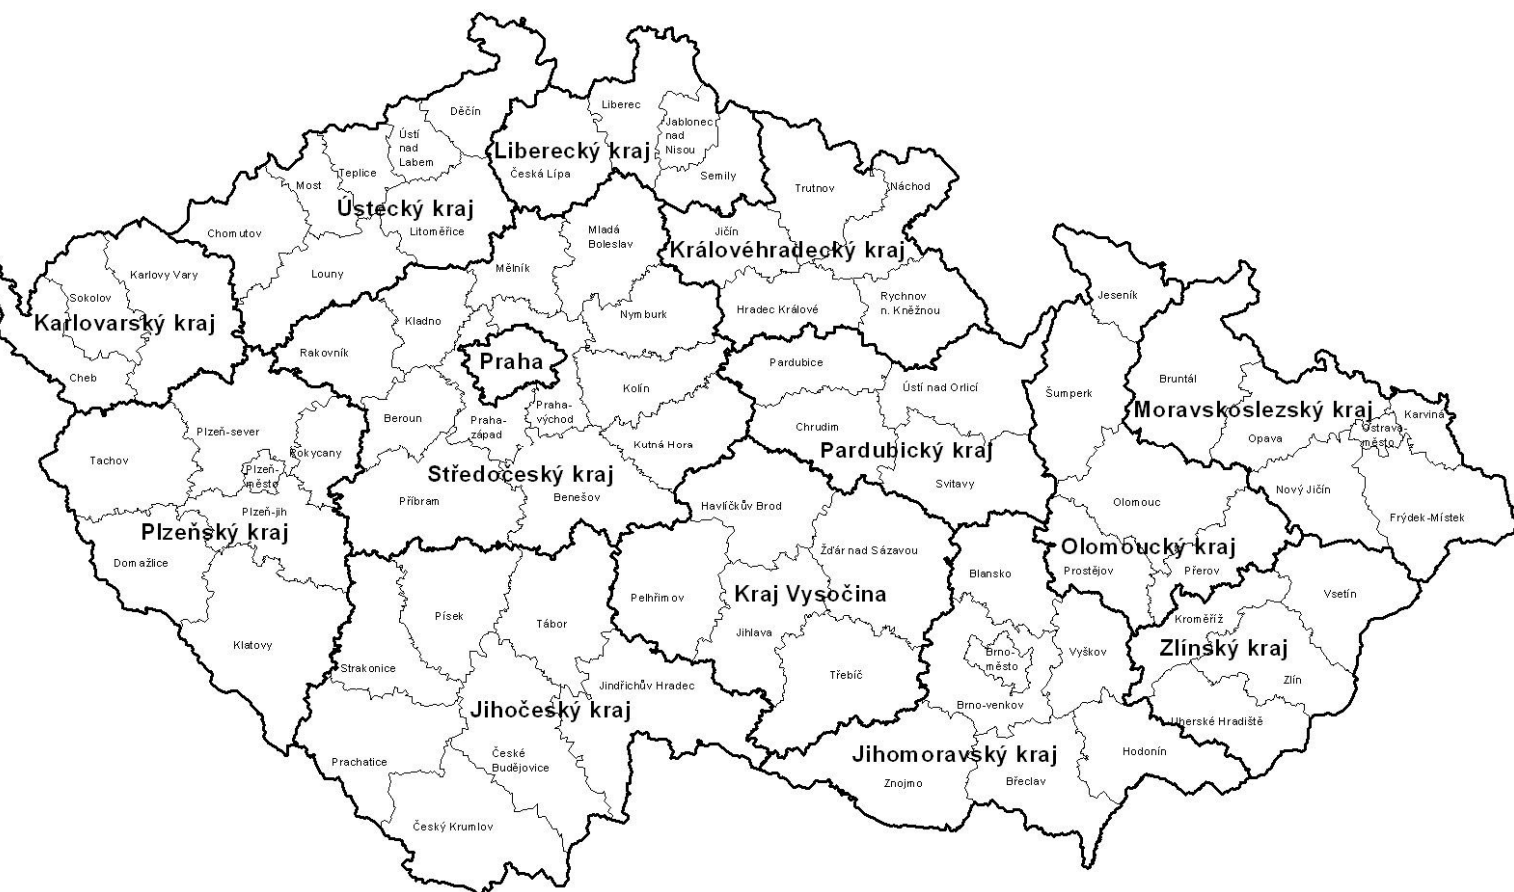 Děčín
Liberec
Jablonec
nad
Nisou
Ústí
nad
Labem
Liberecký kraj
Česká Lípa
Semily
Teplice
Most
Trutnov
Náchod
Ústecký kraj
Litoměřice
Chomutov
Mladá
Boleslav
Jičín
Královéhradecký kraj
Karlovy Vary
Louny
Mělník
Sokolov
Karlovarský kraj
Cheb
Kladno
Nymburk
Hradec Králové
Rychnov
n. Kněžnou
Jeseník
Rakovník
Praha
Pardubice
Kolín
Ústí nad Orlicí
Šumperk
Bruntál
Moravskoslezský kraj
Karviná
Ostrava-
město
Opava
Beroun
Praha-
západ
Praha-
východ
Chrudim
Kutná Hora
Pardubický kraj
Plzeň-sever
Rokycany
Tachov
Plzeň-
město
Středočeský kraj
Příbram
Benešov
Svitavy
Nový Jičín
Olomouc
Frýdek-Místek
Havlíčkův Brod
Plzeň-jih
Plzeňský kraj
Domažlice
Žďár nad Sázavou
Olomoucký kraj
Prostějov
Přerov
Blansko
Vsetín
Pelhřimov
Kraj Vysočina
Písek
Tábor
Jihlava
Kroměříž
Zlínský kraj
Zlín
Klatovy
Strakonice
Brno-
město
Vyškov
Třebíč
Jindřichův Hradec
Jihočeský kraj
Brno-venkov
Uherské Hradiště
Prachatice
České
Budějovice
Jihomoravský kraj
Hodonín
Znojmo
Břeclav
Český Krumlov